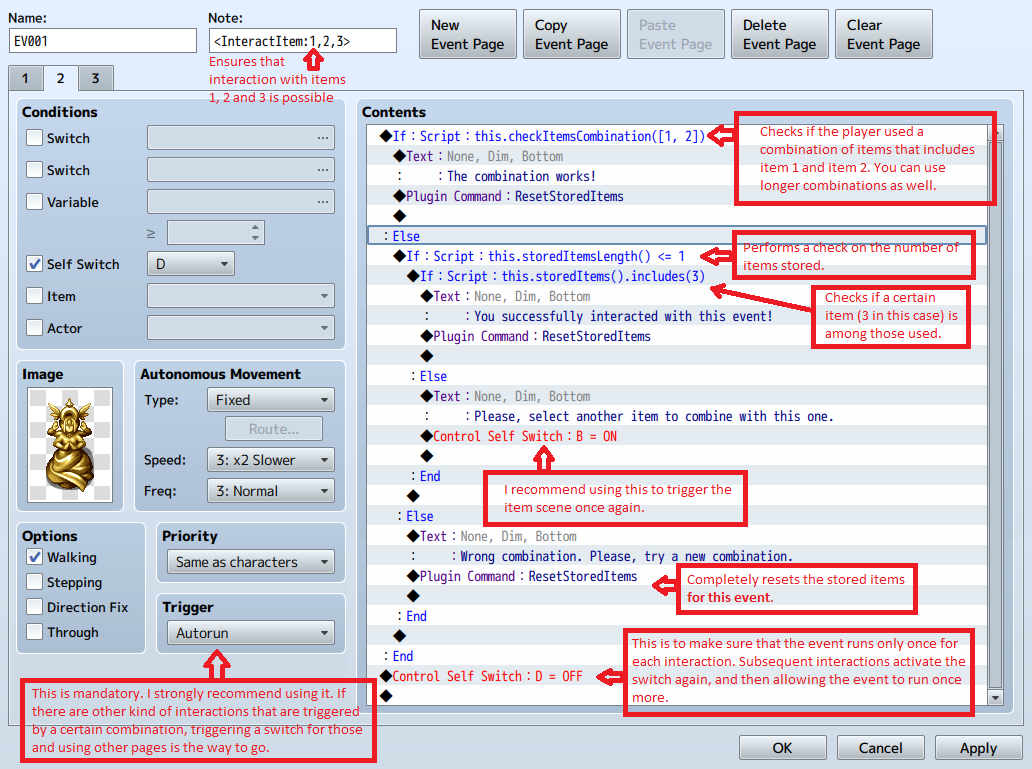 Name:
Note:
EV001
<InteractItem:1,2,3>
New
Event Page
Copy
Event Page
Paste
Event Page
Delete
Event Page
Clear
Event Page
Ensures that
interaction with items
1, 2 and 3 is possible
1
2
3
Conditions
Switch
...
Switch
...
Variable
...
≥
Self Switch
D
Item
Actor
Image
Autonomous Movement
Type:
Fixed
Route...
Speed:
3: x2 Slower
Freq:
3: Normal
Options
Walking
Stepping
Direction Fix
Through
Priority
Same as characters
Trigger
Autorun
This is mandatory. I strongly recommend using it. If
there are other kind of interactions that are triggered
by a certain combination, triggering a switch for those
and using other pages is the way to go.
Contents
◆If：Script：this.checkItemsCombination([1, 2])
◆Text：None, Dim, Bottom
：　：The combination works!
◆Plugin Command：ResetStoredItems
◆
：Else
◆If：Script：this.storedItemsLength() <= 1
◆If：Script：this.storedItems().includes(3)
◆Text：None, Dim, Bottom
：　：You successfully interacted with this event!
◆Plugin Command：ResetStoredItems
◆
：Else
◆Text：None, Dim, Bottom
：　：Please, select another item to combine with this one.
◆Control Self Switch：B = ON
◆
：End
◆
：Else
◆Text：None, Dim, Bottom
：　：Wrong combination. Please, try a new combination.
◆Plugin Command：ResetStoredItems
◆
：End
◆
：End
◆Control Self Switch：D = OFF
◆
Checks if the player used a
combination of items that includes
item 1 and item 2. You can use
longer combinations as well.
Performs a check on the number of
items stored.
Checks if a certain
item (3 in this case) is
among those used.
I recommend using this to trigger the
item scene once again.
Completely resets the stored items
for this event.
This is to make sure that the event runs only once for
each interaction. Subsequent interactions activate the
switch again, and then allowing the event to run once
more.
OK
Cancel
Apply